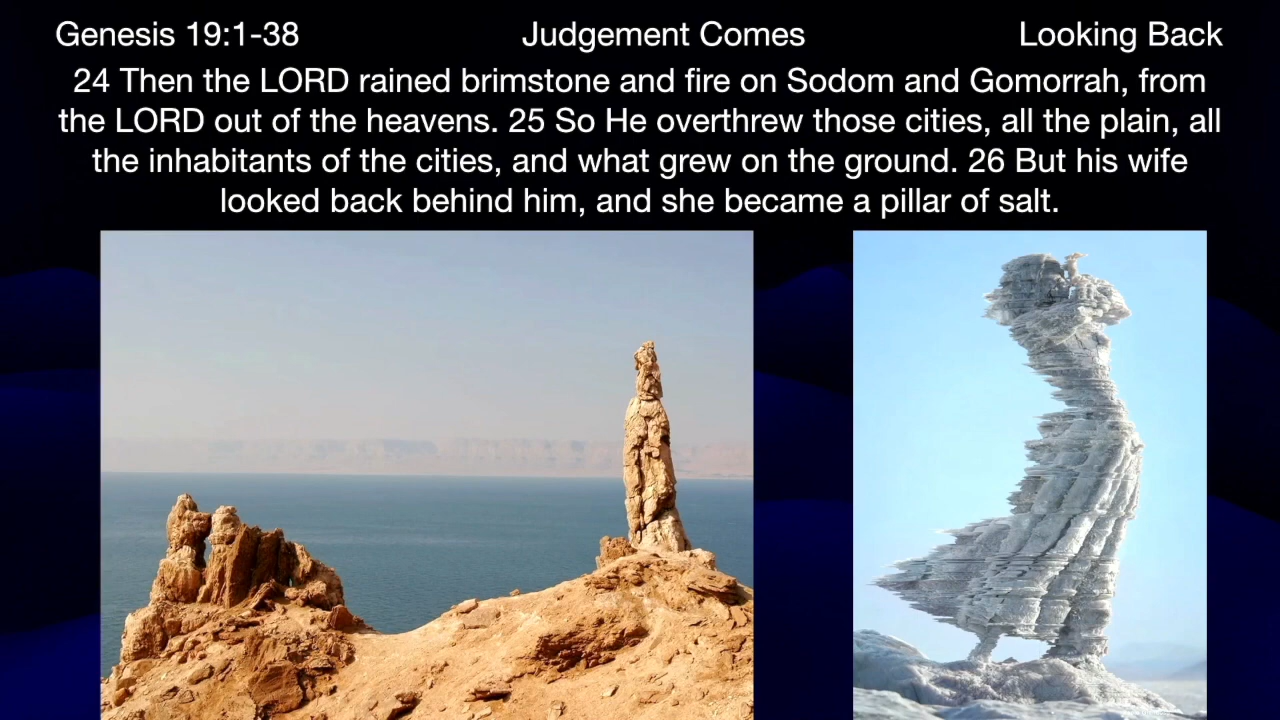 Genesis 19:1-38 Judgement Comes Looking Back
24 Then the LORD rained brimstone and fire on Sodom and Gomorrah, from
the LORD out of the heavens. 25 So He overthrew those cities, all the plain, all
the inhabitants of the cities, and what grew on the ground. 26 But his wife
looked back behind him, and she became a pillar of salt.